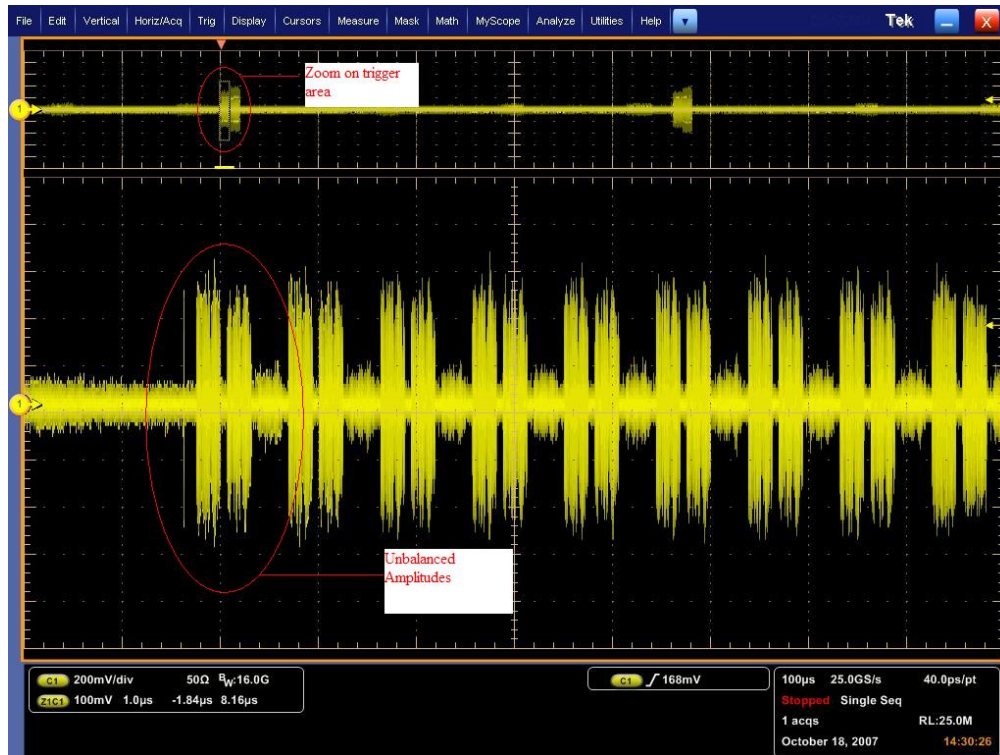 File Edit Vertical Horiz/Acq Trig Display Cursors Measure Mask Math MyScope Analyze Utilities Help Tek X
Zoom on trigger
area
1
1
Unbalanced
Amplitudes
C1 200mV/div 50Ω BW:16.0G
Z1C1 100mV 1.0µs -1.84µs 8.16µs
C1 168mV
100µs 25.0GS/s 40.0ps/pt
Stopped Single Seq
1 acqs RL:25.0M
October 18, 2007 14:30:26